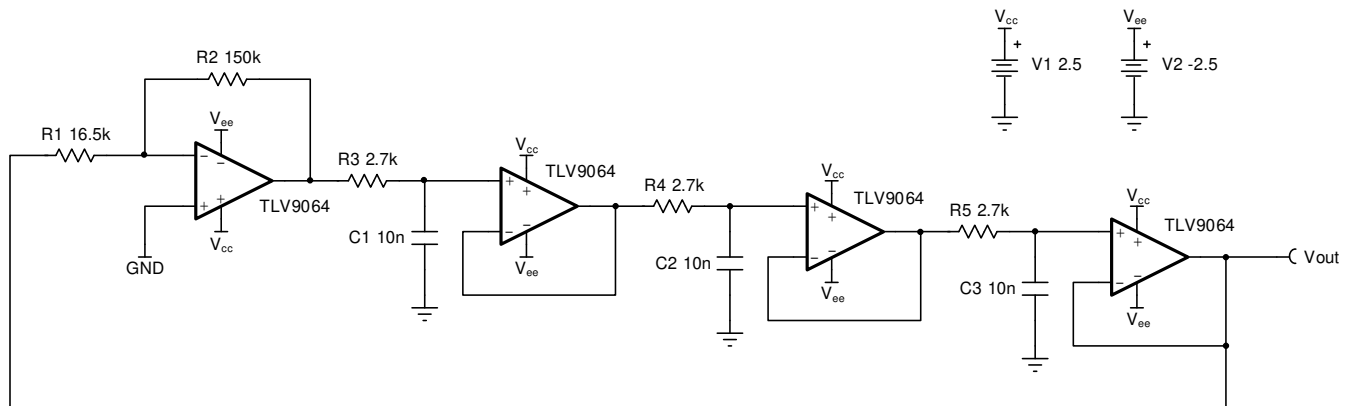 Vcc
Vee
+
+
V1 2.5
V2 -2.5
R2 150k
R1 16.5k
Vee
−
−
+
+
TLV9064
Vcc
GND
R3 2.7k
C1 10n
Vcc
TLV9064
+
+
−
−
Vee
R4 2.7k
C2 10n
Vcc
TLV9064
+
+
−
−
Vee
R5 2.7k
C3 10n
Vcc
TLV9064
+
+
−
−
Vee
Vout